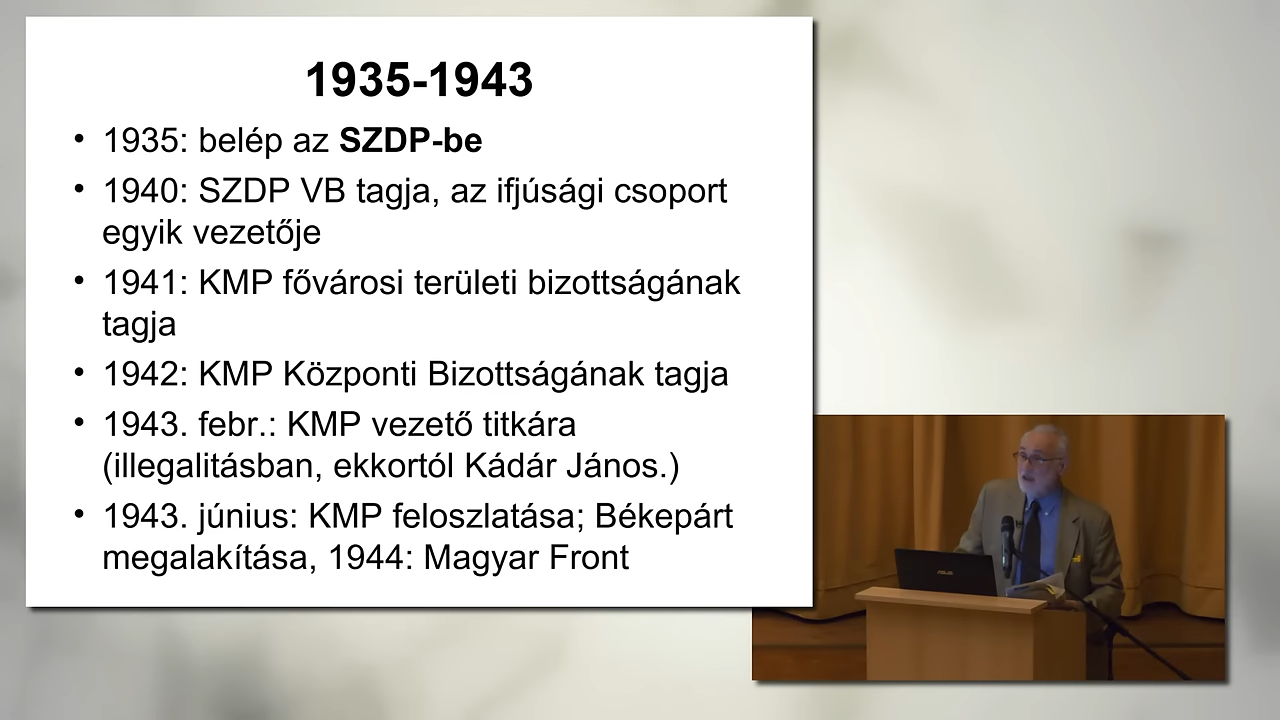 1935-1943
• 1935: belép az SZDP-be
• 1940: SZDP VB tagja, az ifjúsági csoport
egyik vezetője
• 1941: KMP fővárosi területi bizottságának
tagja
• 1942: KMP Központi Bizottságának tagja
• 1943. febr.: KMP vezető titkára
(illegalitásban, ekkortól Kádár János.)
• 1943. június: KMP feloszlatása; Békepárt
megalakítása, 1944: Magyar Front
ASUS